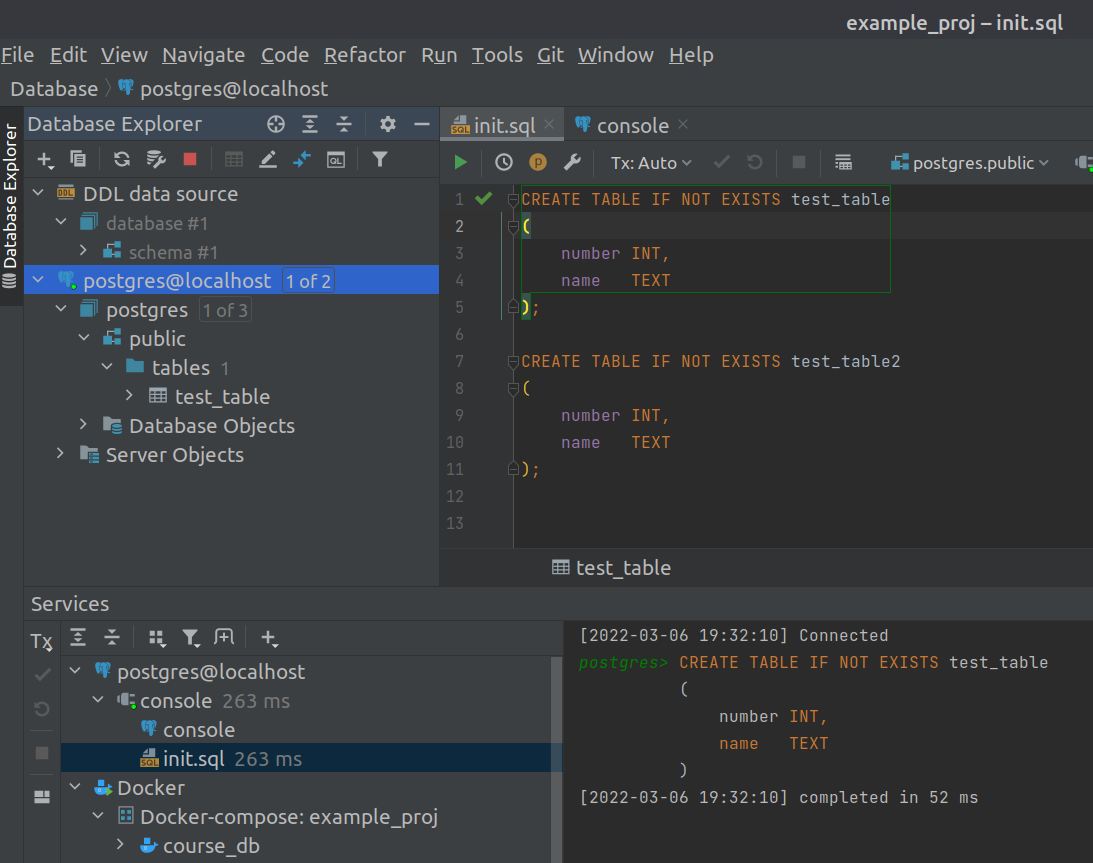 example_proj – init.sql
File Edit View Navigate Code Refactor Run Tools Git Window Help
Database postgres@localhost
Database Explorer
Database Explorer
init.sql console
QL
Tx: Auto postgres.public
DDL data source
database #1
schema #1
postgres@localhost 1 of 2
postgres 1 of 3
public
tables 1
test_table
Database Objects
Server Objects
1 CREATE TABLE IF NOT EXISTS test_table
2 (
3 number INT,
4 name TEXT
5 );
6
7 CREATE TABLE IF NOT EXISTS test_table2
8 (
9 number INT,
10 name TEXT
11 );
12
13
test_table
Services
Tx
postgres@localhost
console 263 ms
console
init.sql 263 ms
Docker
Docker-compose: example_proj
course_db
[2022-03-06 19:32:10] Connected
postgres> CREATE TABLE IF NOT EXISTS test_table
(
number INT,
name TEXT
)
[2022-03-06 19:32:10] completed in 52 ms